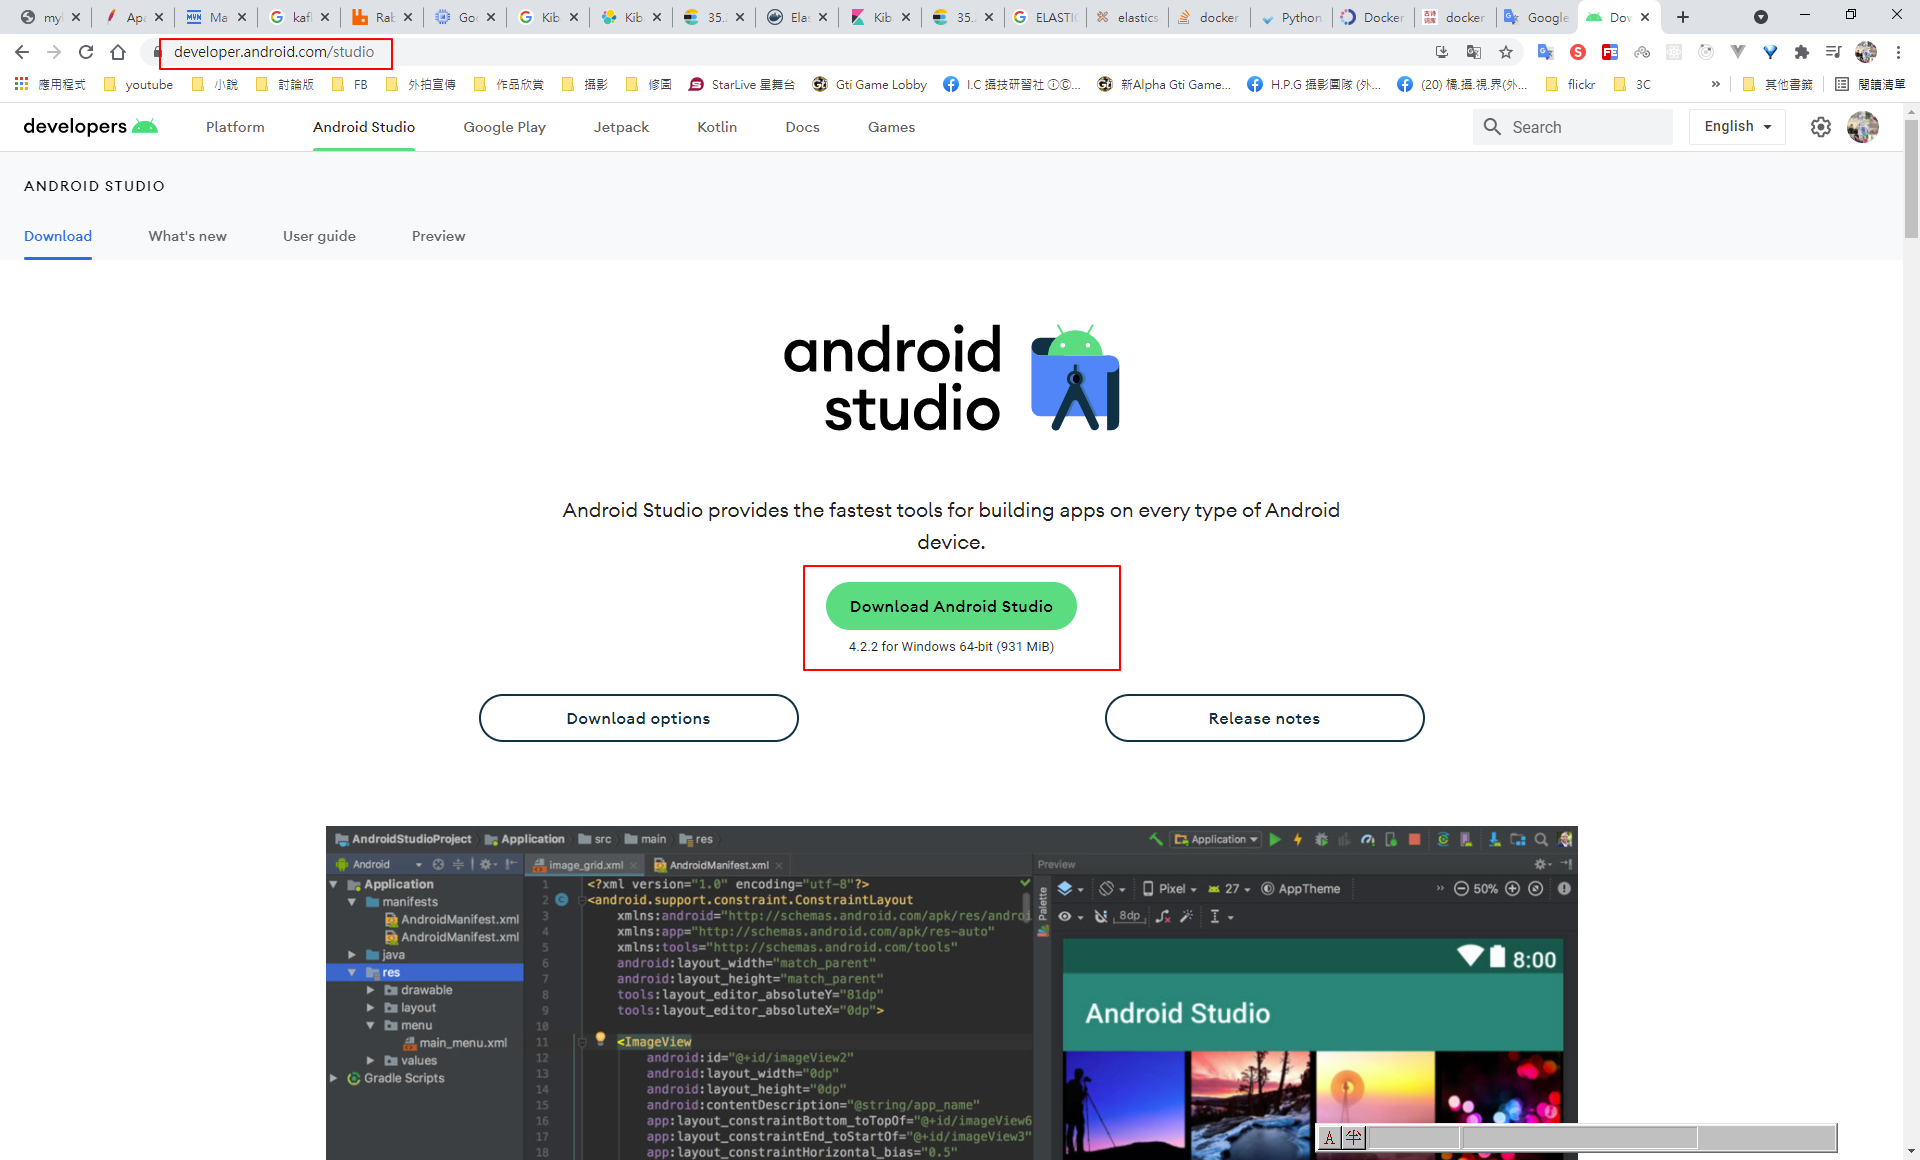 myl Apa Ma kafl Rab Goo Kib Kib 35. Elas Kib 35. ELASTIC elastics docker Python Docker docker Google Dow
developer.android.com/studio
應用程式 youtube 小說 討論版 FB 外拍宣傳 作品欣賞 攝影 修圖 StarLive 星舞台 Gti Game Lobby I.C 攝技研習社 ①©... 新Alpha Gti Game... H.P.G 攝影團隊 (外... (20) 橘.攝.視.界(外... flickr 3C » 其他書籤 閱讀清單
developers Platform Android Studio Google Play Jetpack Kotlin Docs Games Search English
ANDROID STUDIO
Download What's new User guide Preview
android
studio
Android Studio provides the fastest tools for building apps on every type of Android
device.
Download Android Studio
4.2.2 for Windows 64-bit (931 MiB)
Download options Release notes
AndroidStudioProject Application src main res Application
Android image_grid.xml AndroidManifest.xml Preview
Application
manifests
AndroidManifest.xml
AndroidManifest.xml
java
res
drawable
layout
menu
main_menu.xml
values
Gradle Scripts
1 <?xml version="1.0" encoding="utf-8"?>
2 <android.support.constraint.ConstraintLayout
3 xmlns:android="http://schemas.android.com/apk/res/androi
4 xmlns:app="http://schemas.android.com/apk/res-auto"
5 xmlns:tools="http://schemas.android.com/tools"
6 android:layout_width="match_parent"
7 android:layout_height="match_parent"
8 tools:layout_editor_absoluteY="81dp"
9 tools:layout_editor_absoluteX="0dp">
10
11 <ImageView
12 android:id="@+id/imageView2"
13 android:layout_width="0dp"
14 android:layout_height="0dp"
15 android:contentDescription="@string/app_name"
16 app:layout_constraintBottom_toTopOf="@+id/imageView6
17 app:layout_constraintEnd_toStartOf="@+id/imageView3"
18 app:layout_constraintHorizontal_bias="0.5"
Palette
Pixel 27 AppTheme » 50%
8dp
8:00
Android Studio
A 半